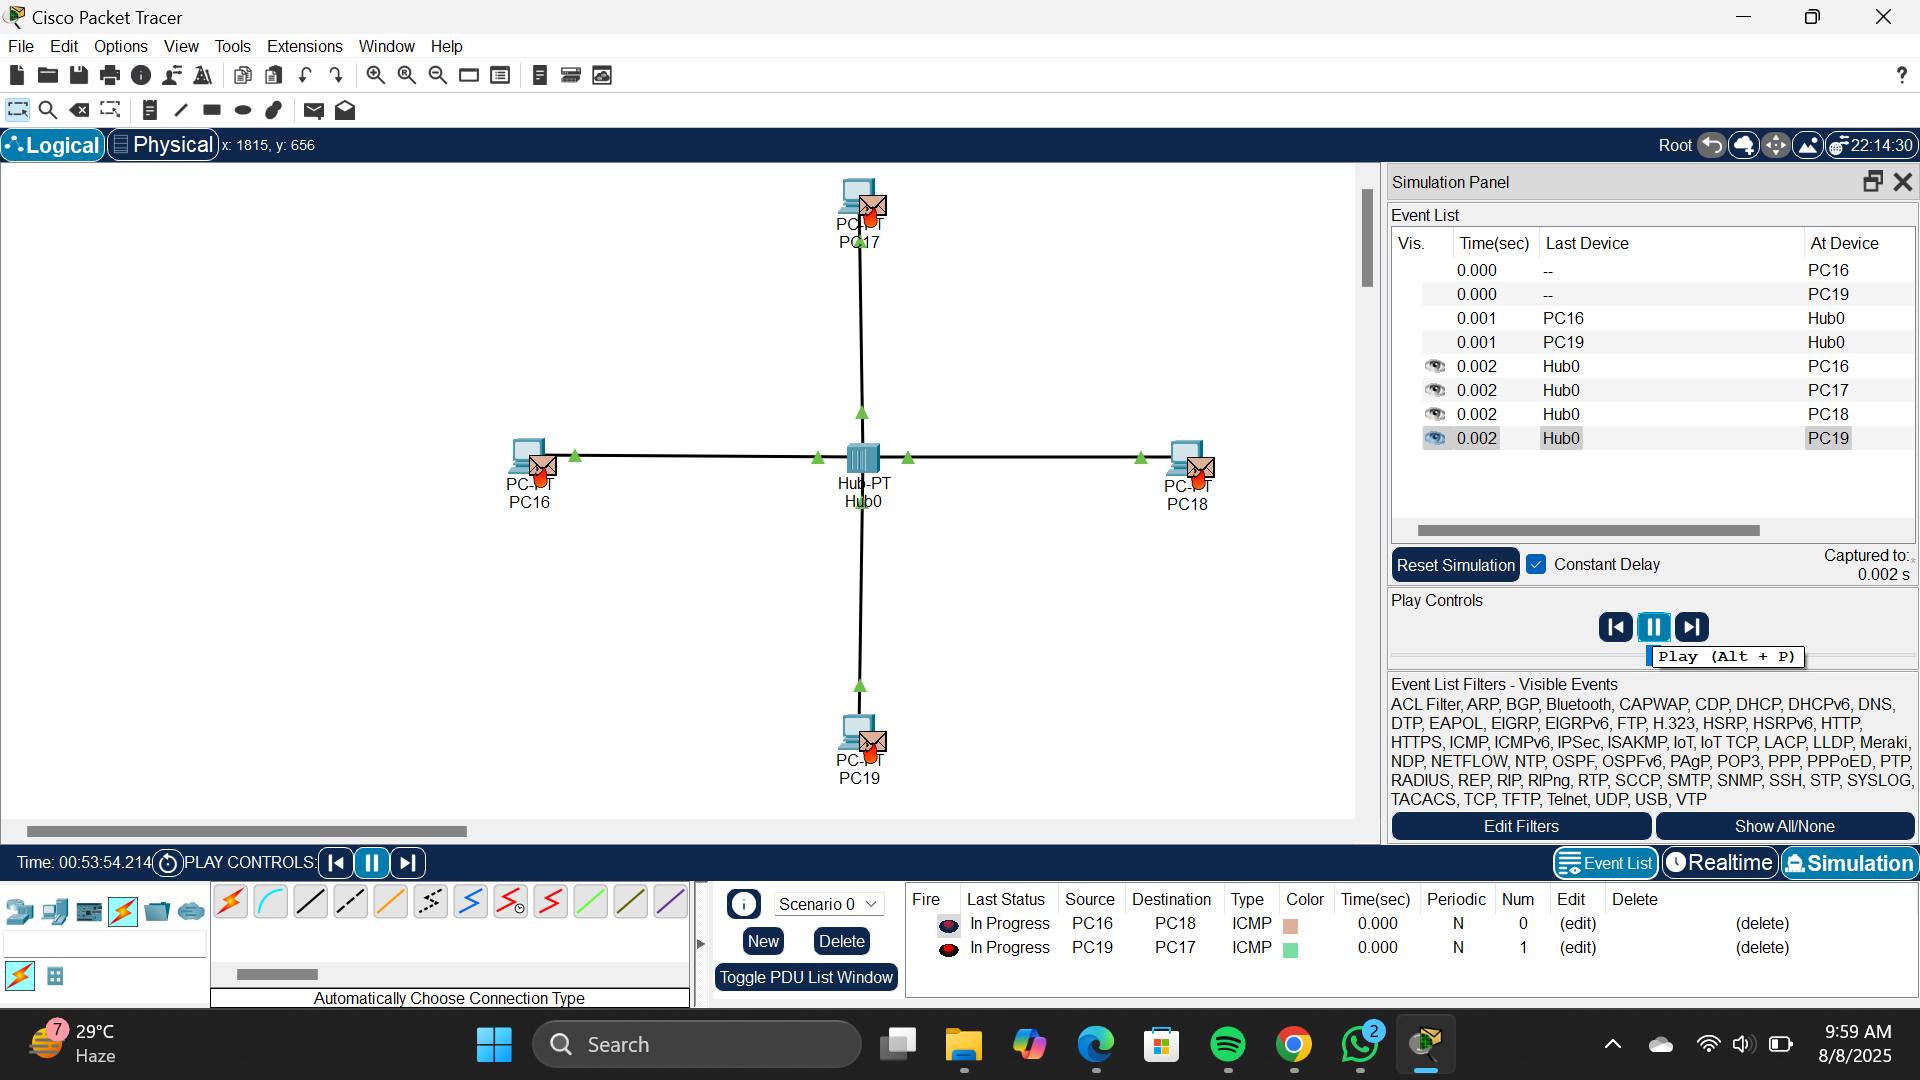 Cisco Packet Tracer
File Edit Options View Tools Extensions Window Help
?
Logical Physical x: 1815, y: 656
Root 22:14:30
PC-PT
PC17
PC-PT
PC16
Hub-PT
Hub0
PC-PT
PC18
PC-PT
PC19
Simulation Panel
Event List
Vis. Time(sec) Last Device At Device
0.000 -- PC16
0.000 -- PC19
0.001 PC16 Hub0
0.001 PC19 Hub0
0.002 Hub0 PC16
0.002 Hub0 PC17
0.002 Hub0 PC18
0.002 Hub0 PC19
Reset Simulation Constant Delay Captured to:
0.002 s
Play Controls
Play (Alt + P)
Event List Filters - Visible Events
ACL Filter, ARP, BGP, Bluetooth, CAPWAP, CDP, DHCP, DHCPv6, DNS,
DTP, EAPOL, EIGRP, EIGRPv6, FTP, H.323, HSRP, HSRPv6, HTTP,
HTTPS, ICMP, ICMPv6, IPSec, ISAKMP, IoT, IoT TCP, LACP, LLDP, Meraki,
NDP, NETFLOW, NTP, OSPF, OSPFv6, PAgP, POP3, PPP, PPPoED, PTP,
RADIUS, REP, RIP, RIPng, RTP, SCCP, SMTP, SNMP, SSH, STP, SYSLOG,
TACACS, TCP, TFTP, Telnet, UDP, USB, VTP
Edit Filters Show All/None
Time: 00:53:54.214 PLAY CONTROLS:
Event List Realtime Simulation
Automatically Choose Connection Type
Scenario 0
New Delete
Toggle PDU List Window
Fire Last Status Source Destination Type Color Time(sec) Periodic Num Edit Delete
In Progress PC16 PC18 ICMP 0.000 N 0 (edit) (delete)
In Progress PC19 PC17 ICMP 0.000 N 1 (edit) (delete)
7
29°C
Haze
Search
2
9:59 AM
8/8/2025